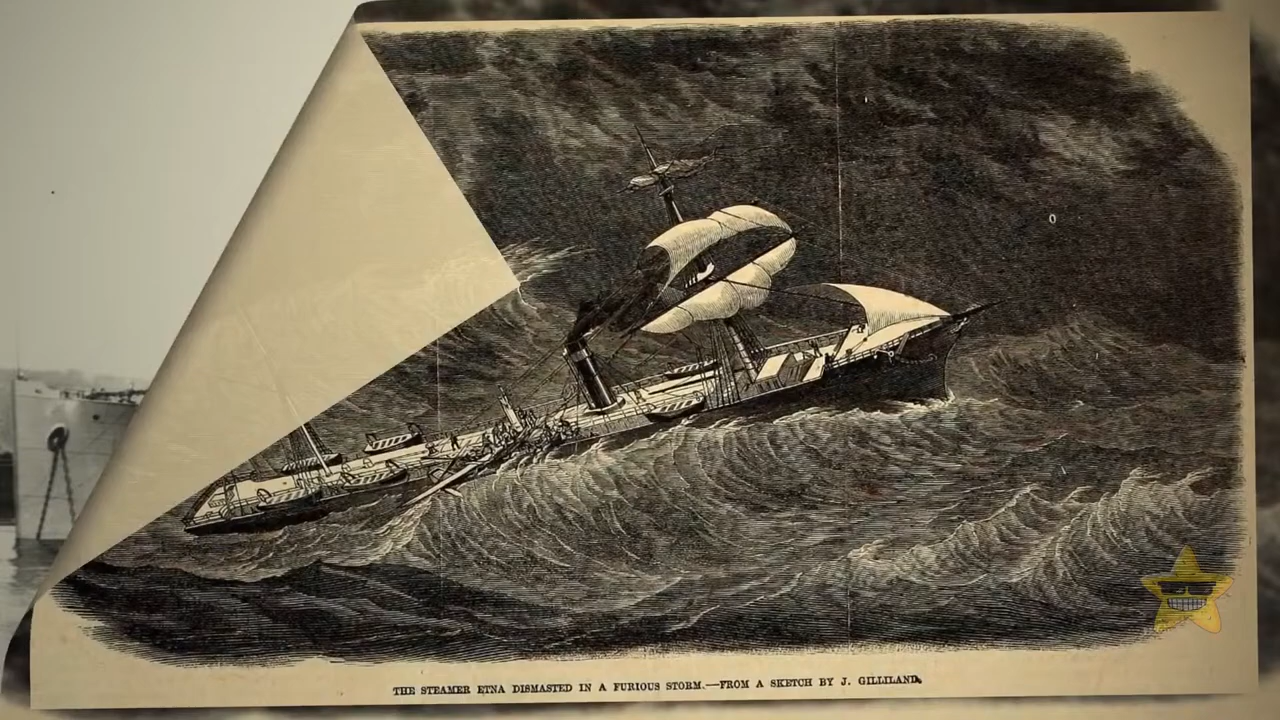 THE STEAMER ETNA DISMASTED IN A FURIOUS STORM.—FROM A SKETCH BY J. GILLILAND.